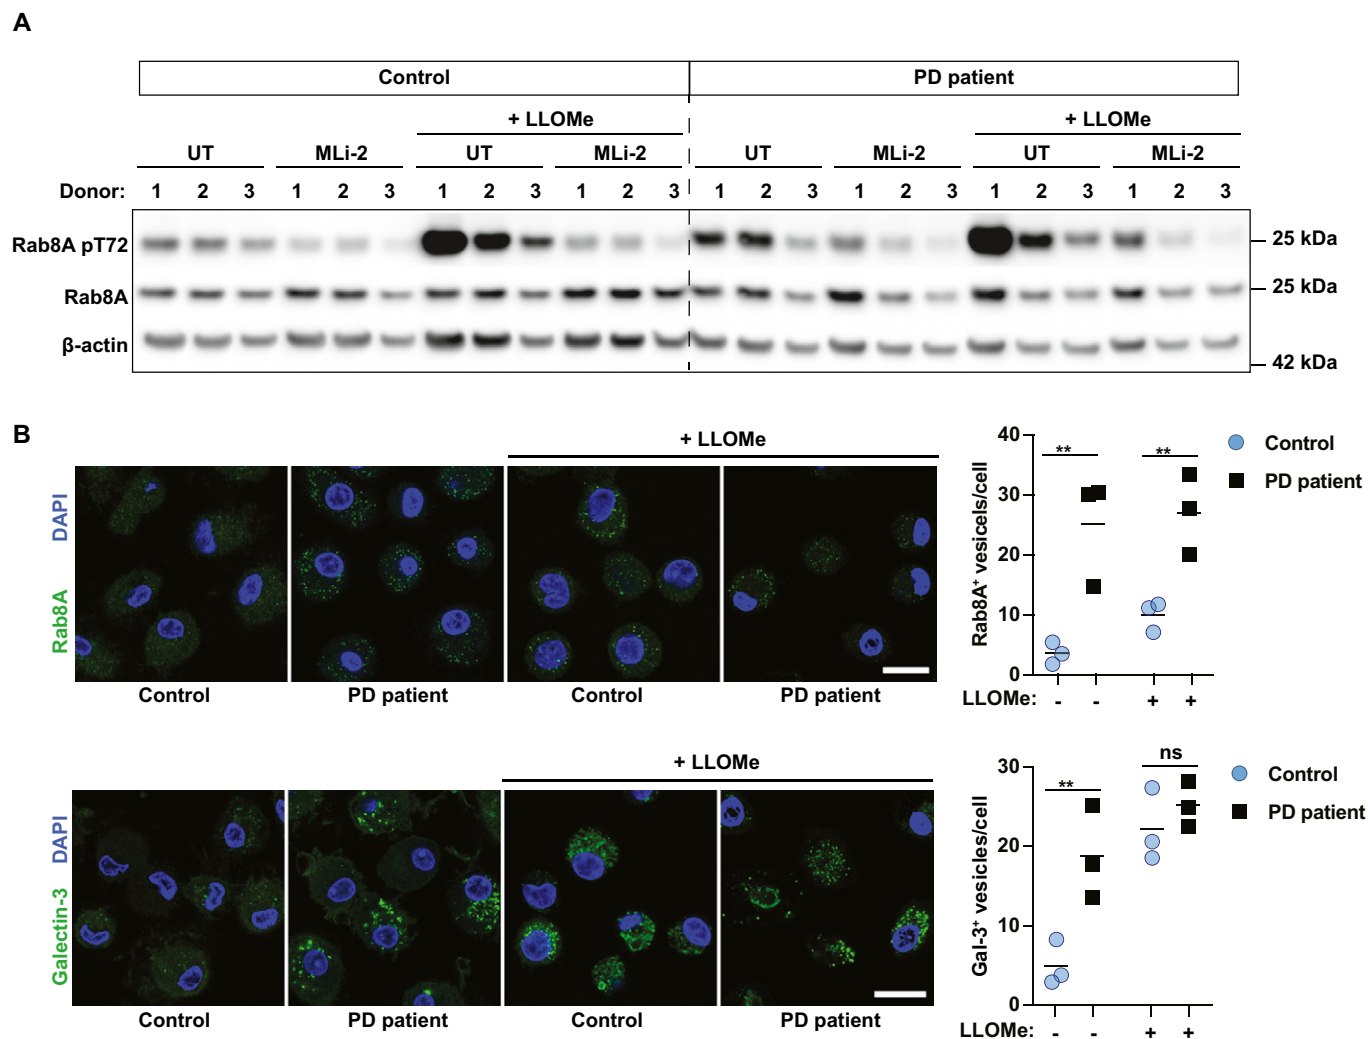 A
Control PD patient
+ LLOMe + LLOMe
UT MLi-2 UT MLi-2 UT MLi-2 UT MLi-2
Donor: 1 2 3 1 2 3 1 2 3 1 2 3 1 2 3 1 2 3 1 2 3 1 2 3
Rab8A pT72 25 kDa
Rab8A 25 kDa
β-actin
42 kDa
B
+ LLOMe
Rab8A DAPI
Control PD patient Control PD patient
40
30
20
10
0
Rab8A⁺ vesicels/cell
** **
LLOMe: - - + +
Control
PD patient
+ LLOMe
Galectin-3 DAPI
Control PD patient Control PD patient
30
20
10
0
Gal-3⁺ vesicles/cell
** ns
LLOMe: - - + +
Control
PD patient